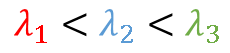 λ₁ < λ₂ < λ₃